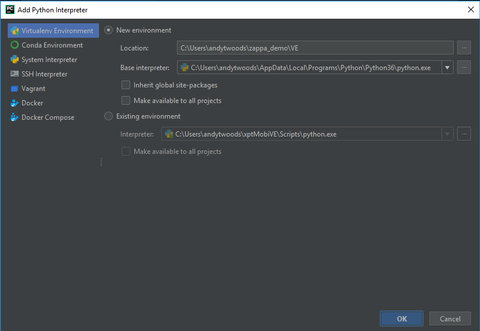 Add Python Interpreter
Virtualenv Environment
Conda Environment
System Interpreter
SSH Interpreter
Vagrant
Docker
Docker Compose
New environment
Location: C:\Users\andytwoods\zappa_demo\VE
Base interpreter: C:\Users\andytwoods\AppData\Local\Programs\Python\Python36\python.exe
Inherit global site-packages
Make available to all projects
Existing environment
Interpreter: C:\Users\andytwoods\xptMobiVE\Scripts\python.exe
Make available to all projects
OK Cancel